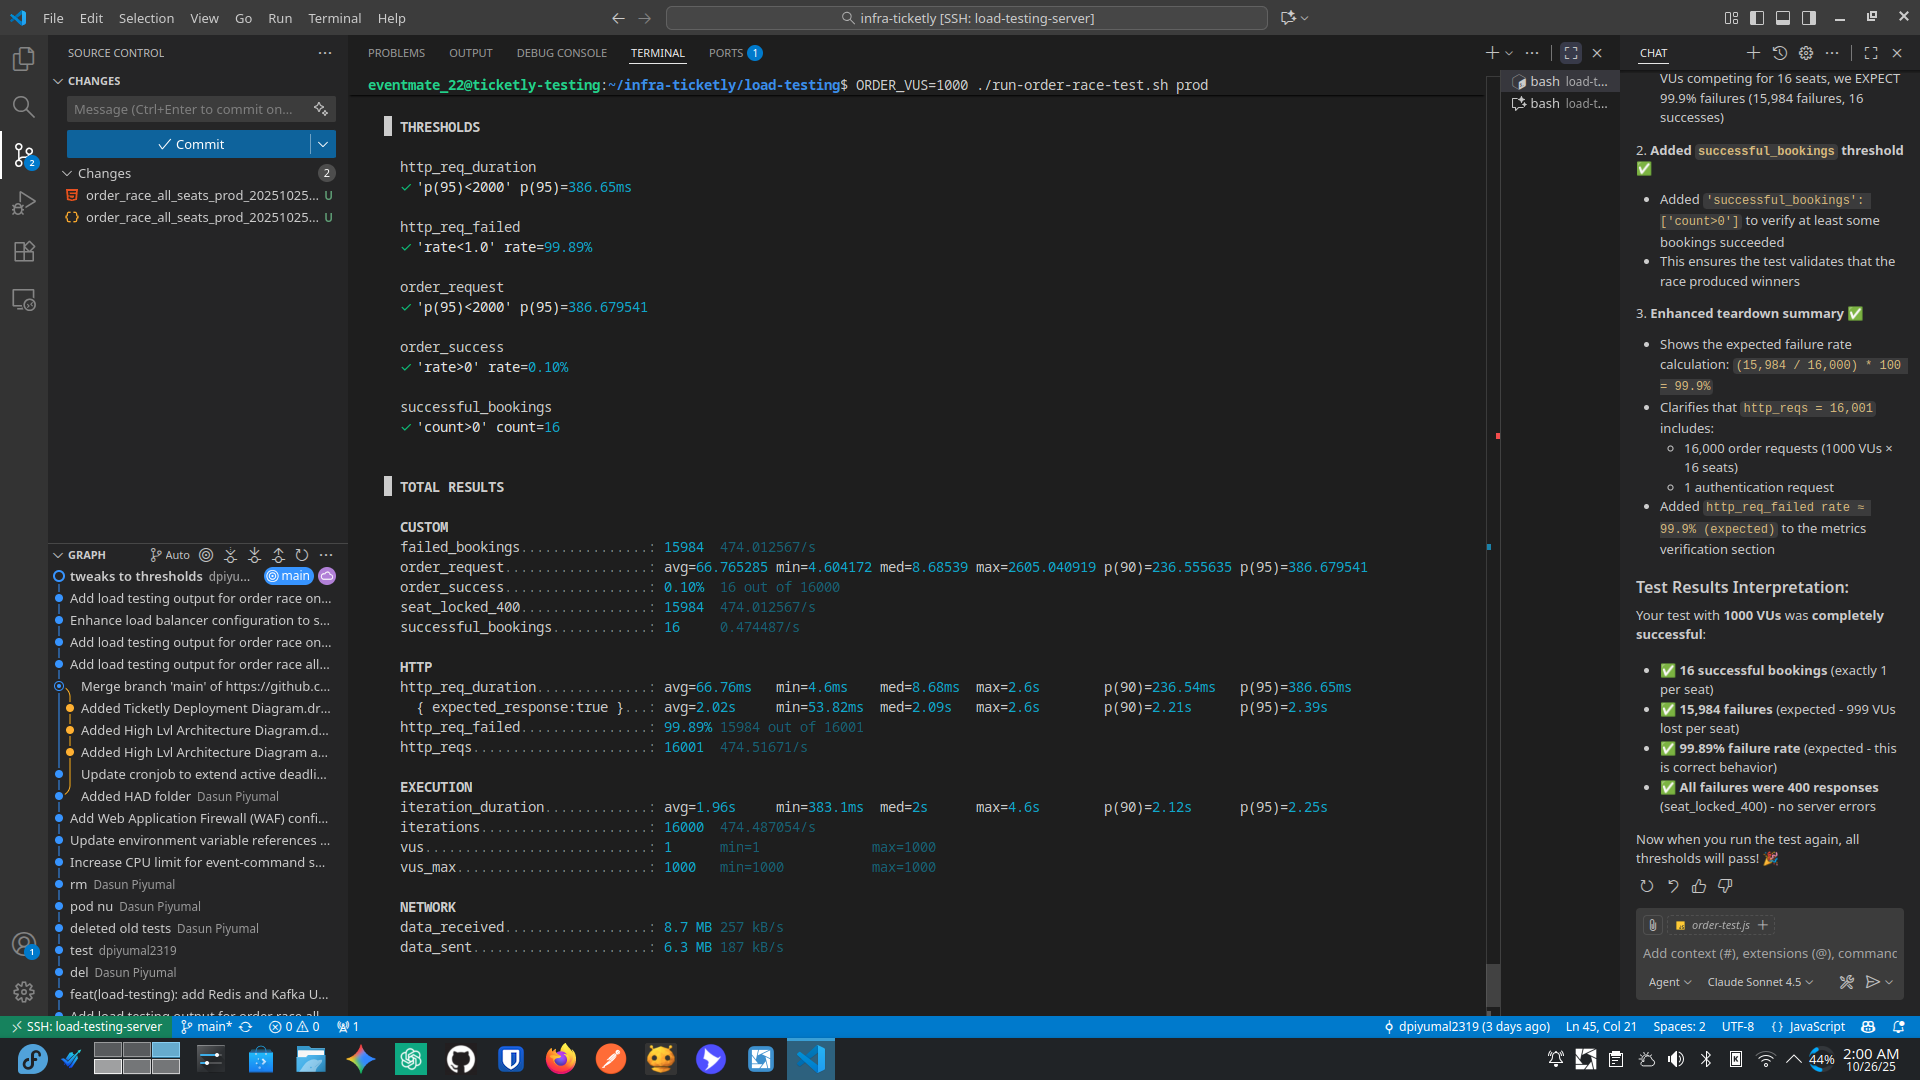 File Edit Selection View Go Run Terminal Help
infra-ticketly [SSH: load-testing-server]
SOURCE CONTROL
CHANGES
Message (Ctrl+Enter to commit on...
Commit
Changes 2
order_race_all_seats_prod_20251025... U
order_race_all_seats_prod_20251025... U
2
1
GRAPH Auto
tweaks to thresholds dpiyu... main
Add load testing output for order race on...
Enhance load balancer configuration to s...
Add load testing output for order race on...
Add load testing output for order race all...
Merge branch 'main' of https://github.c...
Added Ticketly Deployment Diagram.dr...
Added High Lvl Architecture Diagram.d...
Added High Lvl Architecture Diagram a...
Update cronjob to extend active deadli...
Added HAD folder Dasun Piyumal
Add Web Application Firewall (WAF) confi...
Update environment variable references ...
Increase CPU limit for event-command s...
rm Dasun Piyumal
pod nu Dasun Piyumal
deleted old tests Dasun Piyumal
test dpiyumal2319
del Dasun Piyumal
feat(load-testing): add Redis and Kafka U...
Add load testing output for order race all...
PROBLEMS OUTPUT DEBUG CONSOLE TERMINAL PORTS 1
eventmate_22@ticketly-testing:~/infra-ticketly/load-testing$ ORDER_VUS=1000 ./run-order-race-test.sh prod
THRESHOLDS
http_req_duration
✓ 'p(95)<2000' p(95)=386.65ms
http_req_failed
✓ 'rate<1.0' rate=99.89%
order_request
✓ 'p(95)<2000' p(95)=386.679541
order_success
✓ 'rate>0' rate=0.10%
successful_bookings
✓ 'count>0' count=16
TOTAL RESULTS
CUSTOM
failed_bookings................: 15984 474.012567/s
order_request..................: avg=66.765285 min=4.604172 med=8.68539 max=2605.040919 p(90)=236.555635 p(95)=386.679541
order_success..................: 0.10% 16 out of 16000
seat_locked_400................: 15984 474.012567/s
successful_bookings............: 16 0.474487/s
HTTP
http_req_duration..............: avg=66.76ms min=4.6ms med=8.68ms max=2.6s p(90)=236.54ms p(95)=386.65ms
{ expected_response:true }...: avg=2.02s min=53.82ms med=2.09s max=2.6s p(90)=2.21s p(95)=2.39s
http_req_failed................: 99.89% 15984 out of 16001
http_reqs......................: 16001 474.51671/s
EXECUTION
iteration_duration.............: avg=1.96s min=383.1ms med=2s max=4.6s p(90)=2.12s p(95)=2.25s
iterations.....................: 16000 474.487054/s
vus............................: 1 min=1 max=1000
vus_max........................: 1000 min=1000 max=1000
NETWORK
data_received..................: 8.7 MB 257 kB/s
data_sent......................: 6.3 MB 187 kB/s
bash load-t...
bash load-t...
CHAT
VUs competing for 16 seats, we EXPECT
99.9% failures (15,984 failures, 16
successes)
2. Added successful_bookings threshold
✅
Added 'successful_bookings':
['count>0'] to verify at least some
bookings succeeded
This ensures the test validates that the
race produced winners
3. Enhanced teardown summary ✅
Shows the expected failure rate
calculation: (15,984 / 16,000) * 100
= 99.9%
Clarifies that http_reqs = 16,001
includes:
16,000 order requests (1000 VUs ×
16 seats)
1 authentication request
Added http_req_failed rate ≈
99.9% (expected) to the metrics
verification section
Test Results Interpretation:
Your test with 1000 VUs was completely
successful:
✅ 16 successful bookings (exactly 1
per seat)
✅ 15,984 failures (expected - 999 VUs
lost per seat)
✅ 99.89% failure rate (expected - this
is correct behavior)
✅ All failures were 400 responses
(seat_locked_400) - no server errors
Now when you run the test again, all
thresholds will pass! 🎉
order-test.js
Add context (#), extensions (@), commanc
Agent Claude Sonnet 4.5
SSH: load-testing-server main* 0 0 1 dpiyumal2319 (3 days ago) Ln 45, Col 21 Spaces: 2 UTF-8 {} JavaScript
44% 2:00 AM
10/26/25